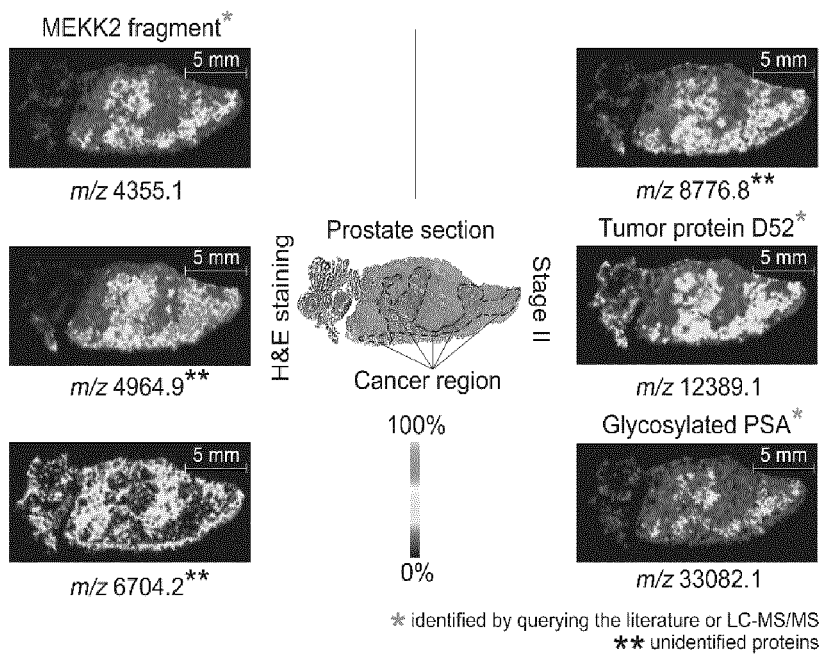 MEKK2 fragment*
5 mm
m/z 4355.1
5 mm
m/z 4964.9**
5 mm
m/z 6704.2**
Prostate section
H&E staining
Stage II
Cancer region
100%
0%
5 mm
m/z 8776.8**
Tumor protein D52*
5 mm
m/z 12389.1
Glycosylated PSA*
5 mm
m/z 33082.1
* identified by querying the literature or LC-MS/MS
** unidentified proteins